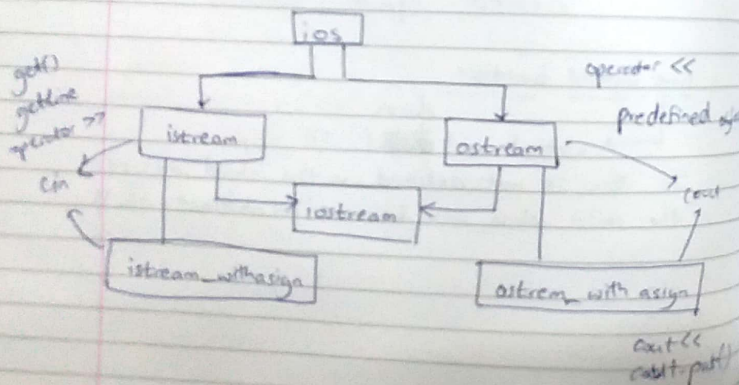 ios
get()
getline
operator >>
operator <<
predefined
istream
ostream
cin
cout
iostream
istream_withasign
ostrem_with asign
cout <<
cout.put()